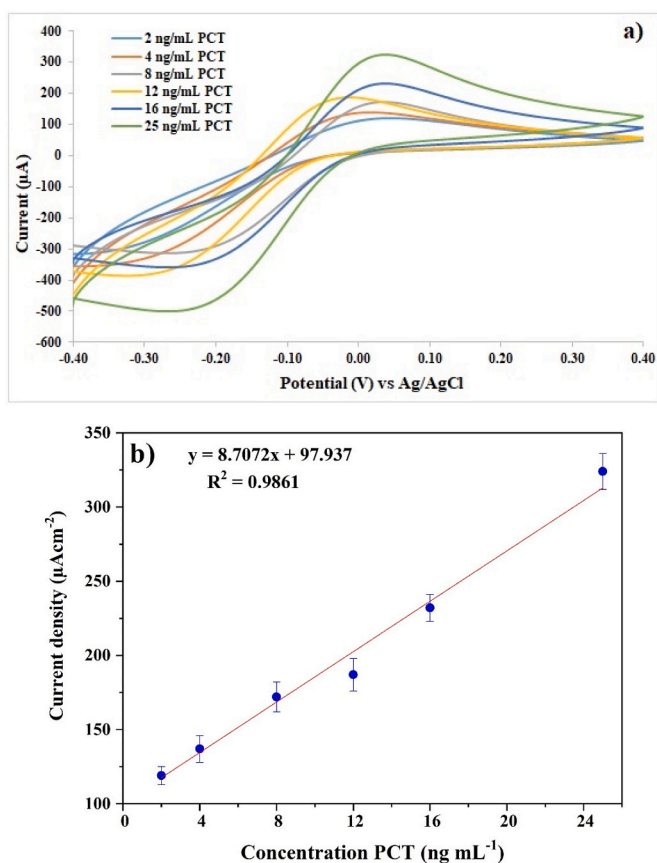 a)
2 ng/mL PCT
4 ng/mL PCT
8 ng/mL PCT
12 ng/mL PCT
16 ng/mL PCT
25 ng/mL PCT
400
300
200
100
0
-100
-200
-300
-400
-500
-600
Current (µA)
-0.40 -0.30 -0.20 -0.10 0.00 0.10 0.20 0.30 0.40
Potential (V) vs Ag/AgCl
b)
y = 8.7072x + 97.937
R² = 0.9861
350
300
250
200
150
100
Current density (µAcm⁻²)
0 4 8 12 16 20 24
Concentration PCT (ng mL⁻¹)